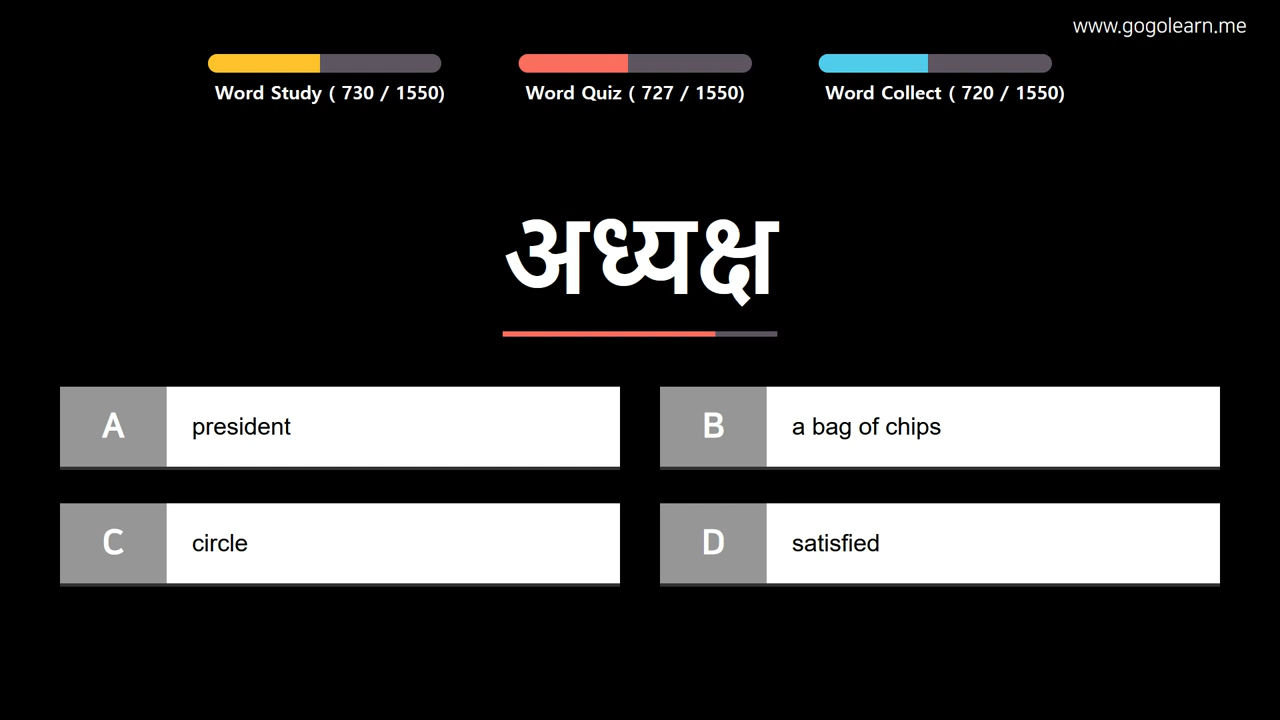 www.gogolearn.me
Word Study ( 730 / 1550)
Word Quiz ( 727 / 1550)
Word Collect ( 720 / 1550)
अध्यक्ष
A president
B a bag of chips
C circle
D satisfied